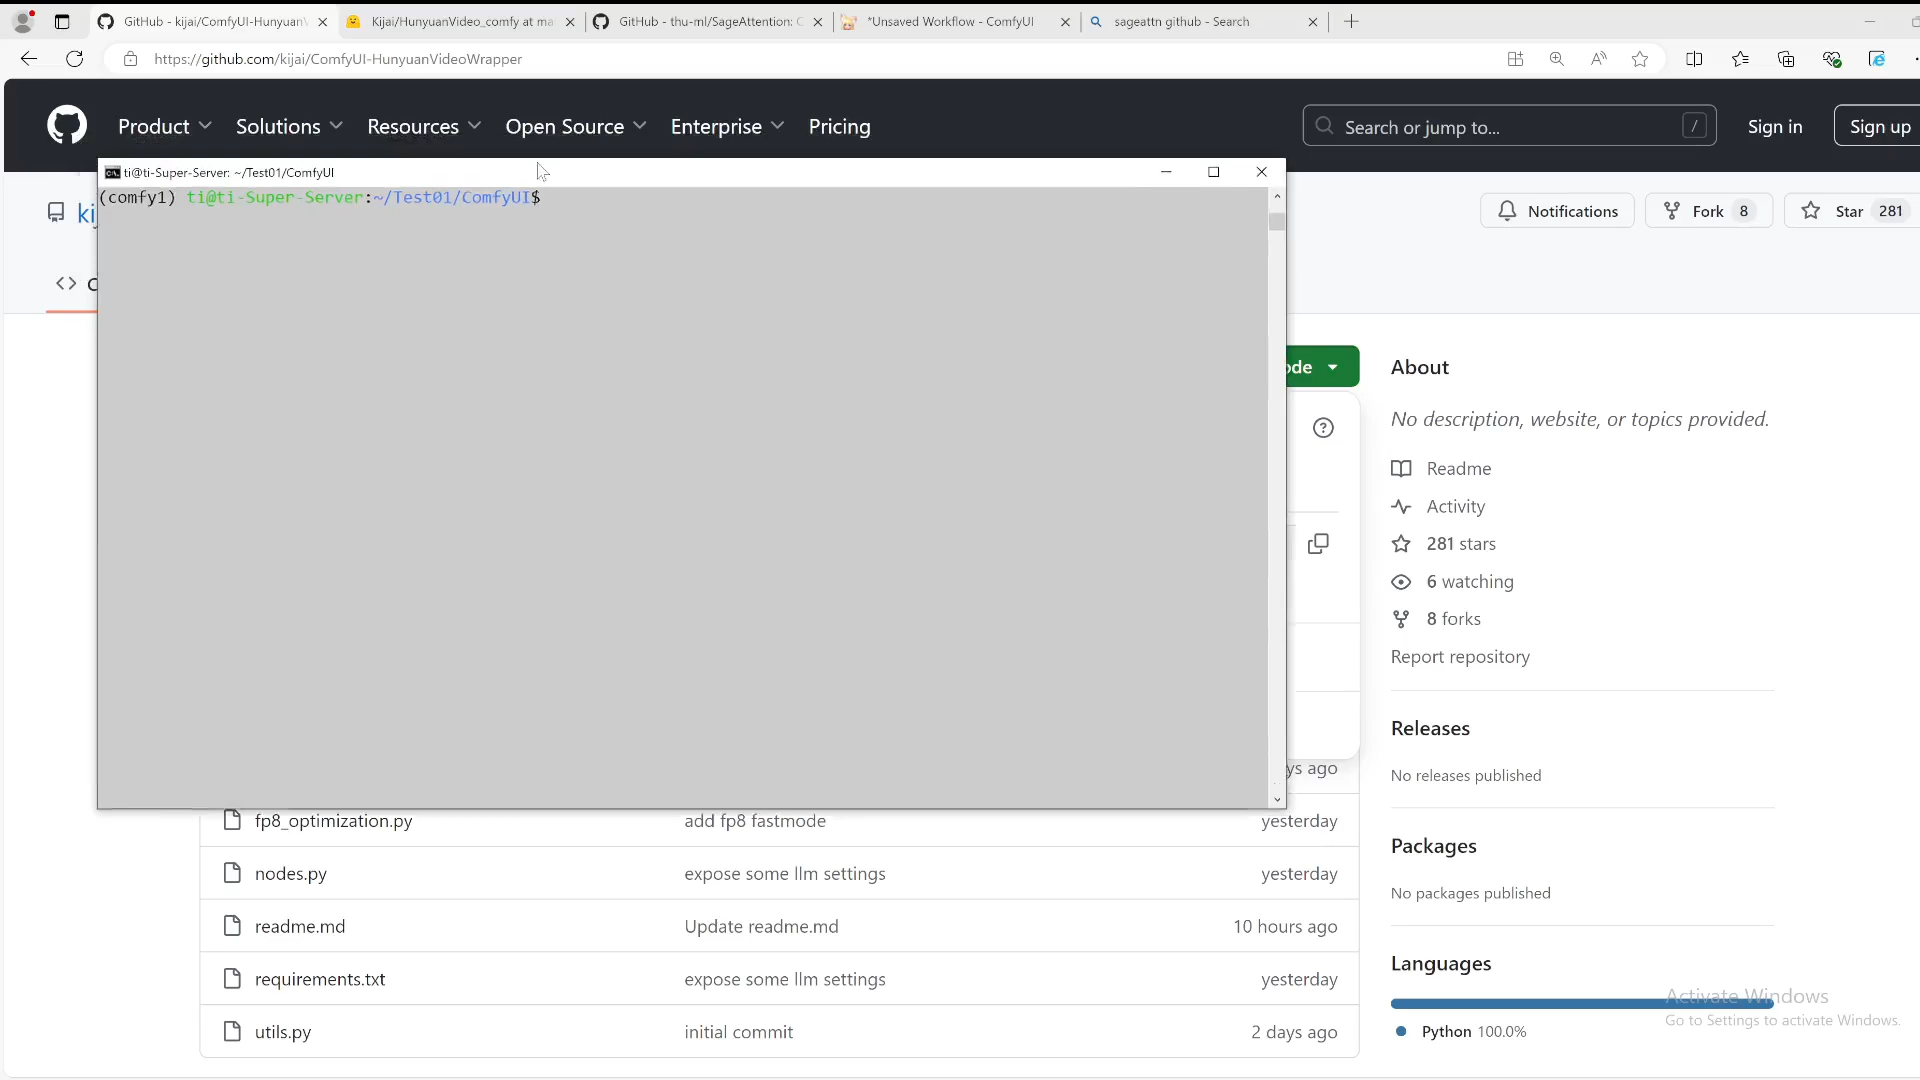 GitHub - kijai/ComfyUI-Hunyuan
Kijai/HunyuanVideo_comfy at ma
GitHub - thu-ml/SageAttention: C
*Unsaved Workflow - ComfyUI
sageattn github - Search
https://github.com/kijai/ComfyUI-HunyuanVideoWrapper
Product
Solutions
Resources
Open Source
Enterprise
Pricing
Search or jump to...
/
Sign in
Sign up
ti@ti-Super-Server: ~/Test01/ComfyUI
(comfy1) ti@ti-Super-Server:~/Test01/ComfyUI$
kij
Notifications
Fork 8
Star 281
ode
About
No description, website, or topics provided.
Readme
Activity
281 stars
6 watching
8 forks
Report repository
Releases
No releases published
Packages
No packages published
Languages
Python 100.0%
ys ago
fp8_optimization.py add fp8 fastmode yesterday
nodes.py expose some llm settings yesterday
readme.md Update readme.md 10 hours ago
requirements.txt expose some llm settings yesterday
utils.py initial commit 2 days ago
Activate Windows
Go to Settings to activate Windows.